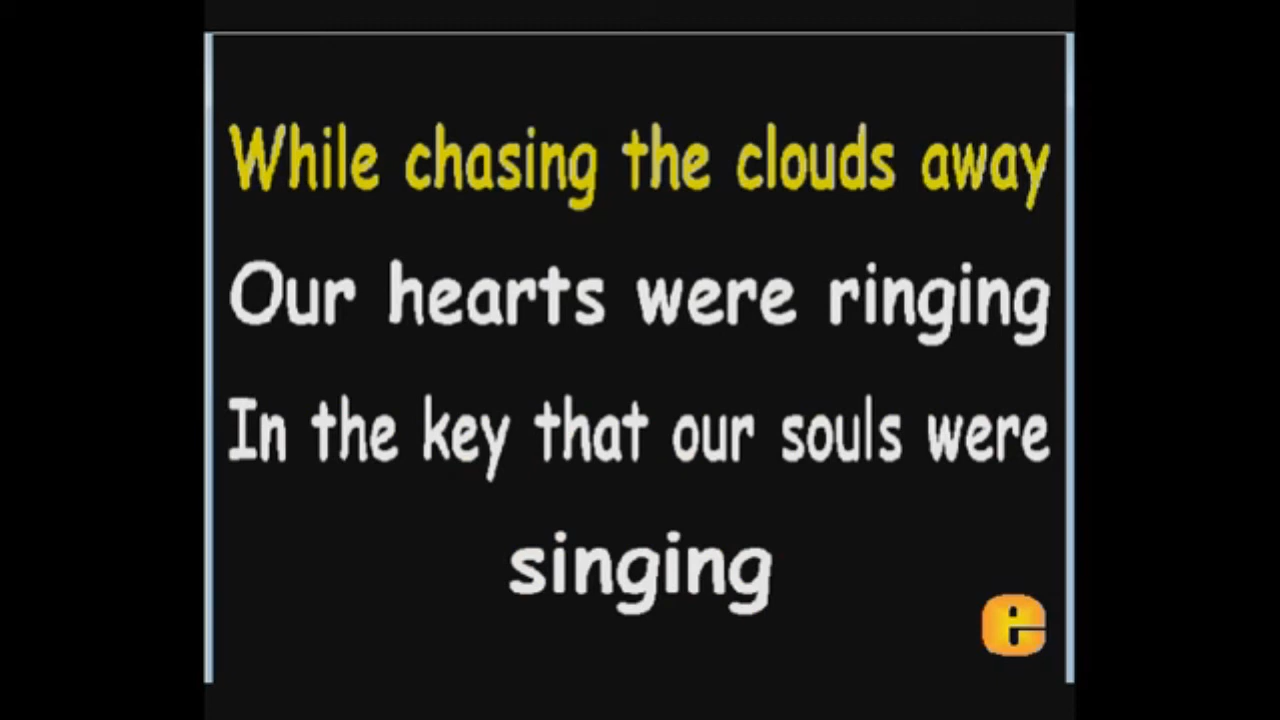 While chasing the clouds away
Our hearts were ringing
In the key that our souls were
singing
e